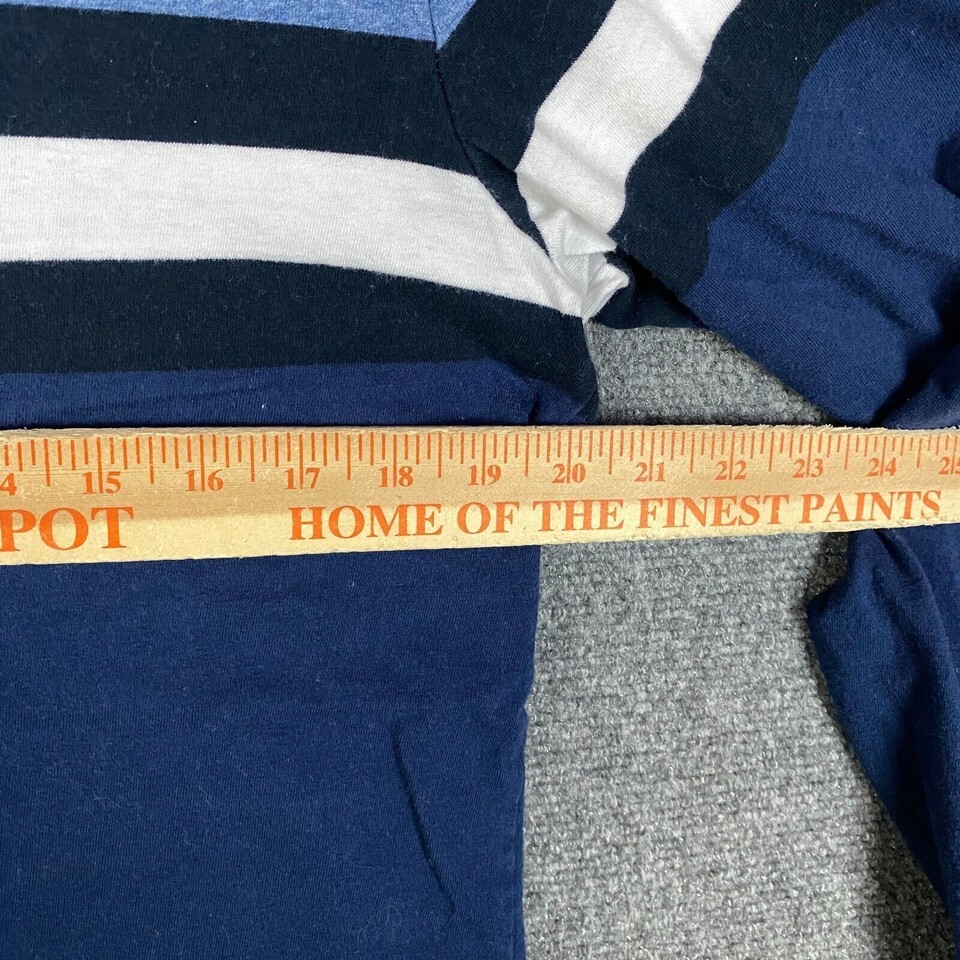 4 15 16 17 18 19 20 21 22 23 24 25
POT HOME OF THE FINEST PAINTS